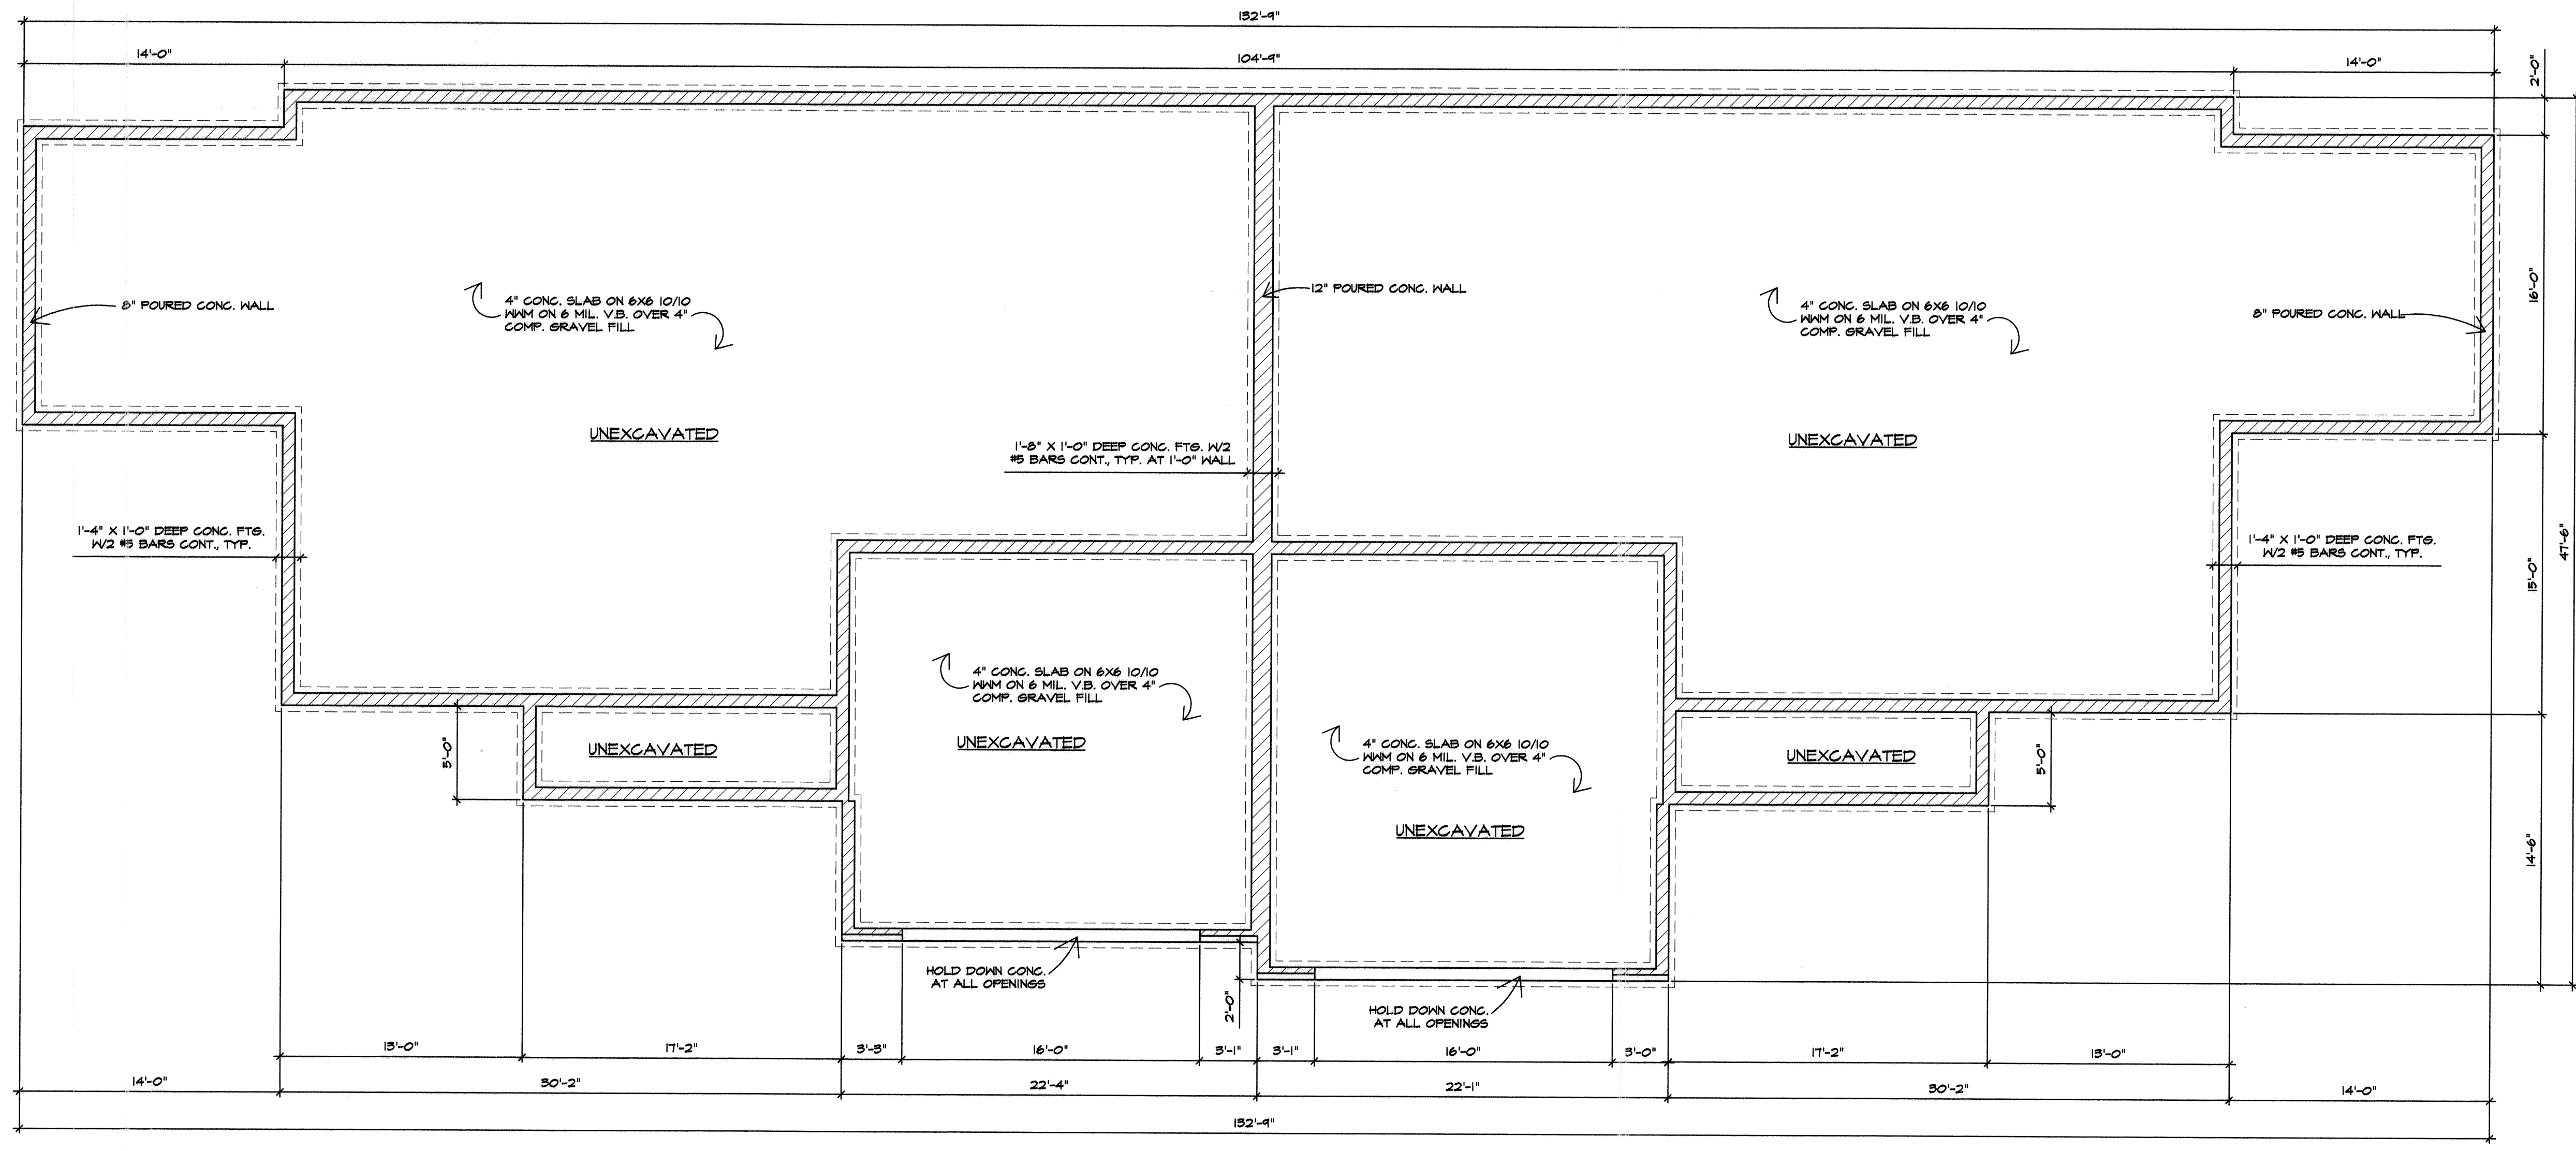 132'-9"
14'-0"
104'-9"
14'-0"
2'-0"
8" POURED CONC. WALL
4" CONC. SLAB ON 6X6 10/10
WWM ON 6 MIL. V.B. OVER 4"
COMP. GRAVEL FILL
12" POURED CONC. WALL
4" CONC. SLAB ON 6X6 10/10
WWM ON 6 MIL. V.B. OVER 4"
COMP. GRAVEL FILL
8" POURED CONC. WALL
16'-0"
UNEXCAVATED
1'-8" X 1'-0" DEEP CONC. FTG. W/2
#5 BARS CONT., TYP. AT 1'-0" WALL
UNEXCAVATED
1'-4" X 1'-0" DEEP CONC. FTG.
W/2 #5 BARS CONT., TYP.
1'-4" X 1'-0" DEEP CONC. FTG.
W/2 #5 BARS CONT., TYP.
15'-0"
47'-6"
4" CONC. SLAB ON 6X6 10/10
WWM ON 6 MIL. V.B. OVER 4"
COMP. GRAVEL FILL
UNEXCAVATED
5'-0"
UNEXCAVATED
4" CONC. SLAB ON 6X6 10/10
WWM ON 6 MIL. V.B. OVER 4"
COMP. GRAVEL FILL
UNEXCAVATED
UNEXCAVATED
5'-0"
14'-6"
HOLD DOWN CONC.
AT ALL OPENINGS
2'-0"
HOLD DOWN CONC.
AT ALL OPENINGS
13'-0"
17'-2"
3'-3"
16'-0"
3'-1"
3'-1"
16'-0"
3'-0"
17'-2"
13'-0"
14'-0"
30'-2"
22'-4"
22'-1"
30'-2"
14'-0"
132'-9"